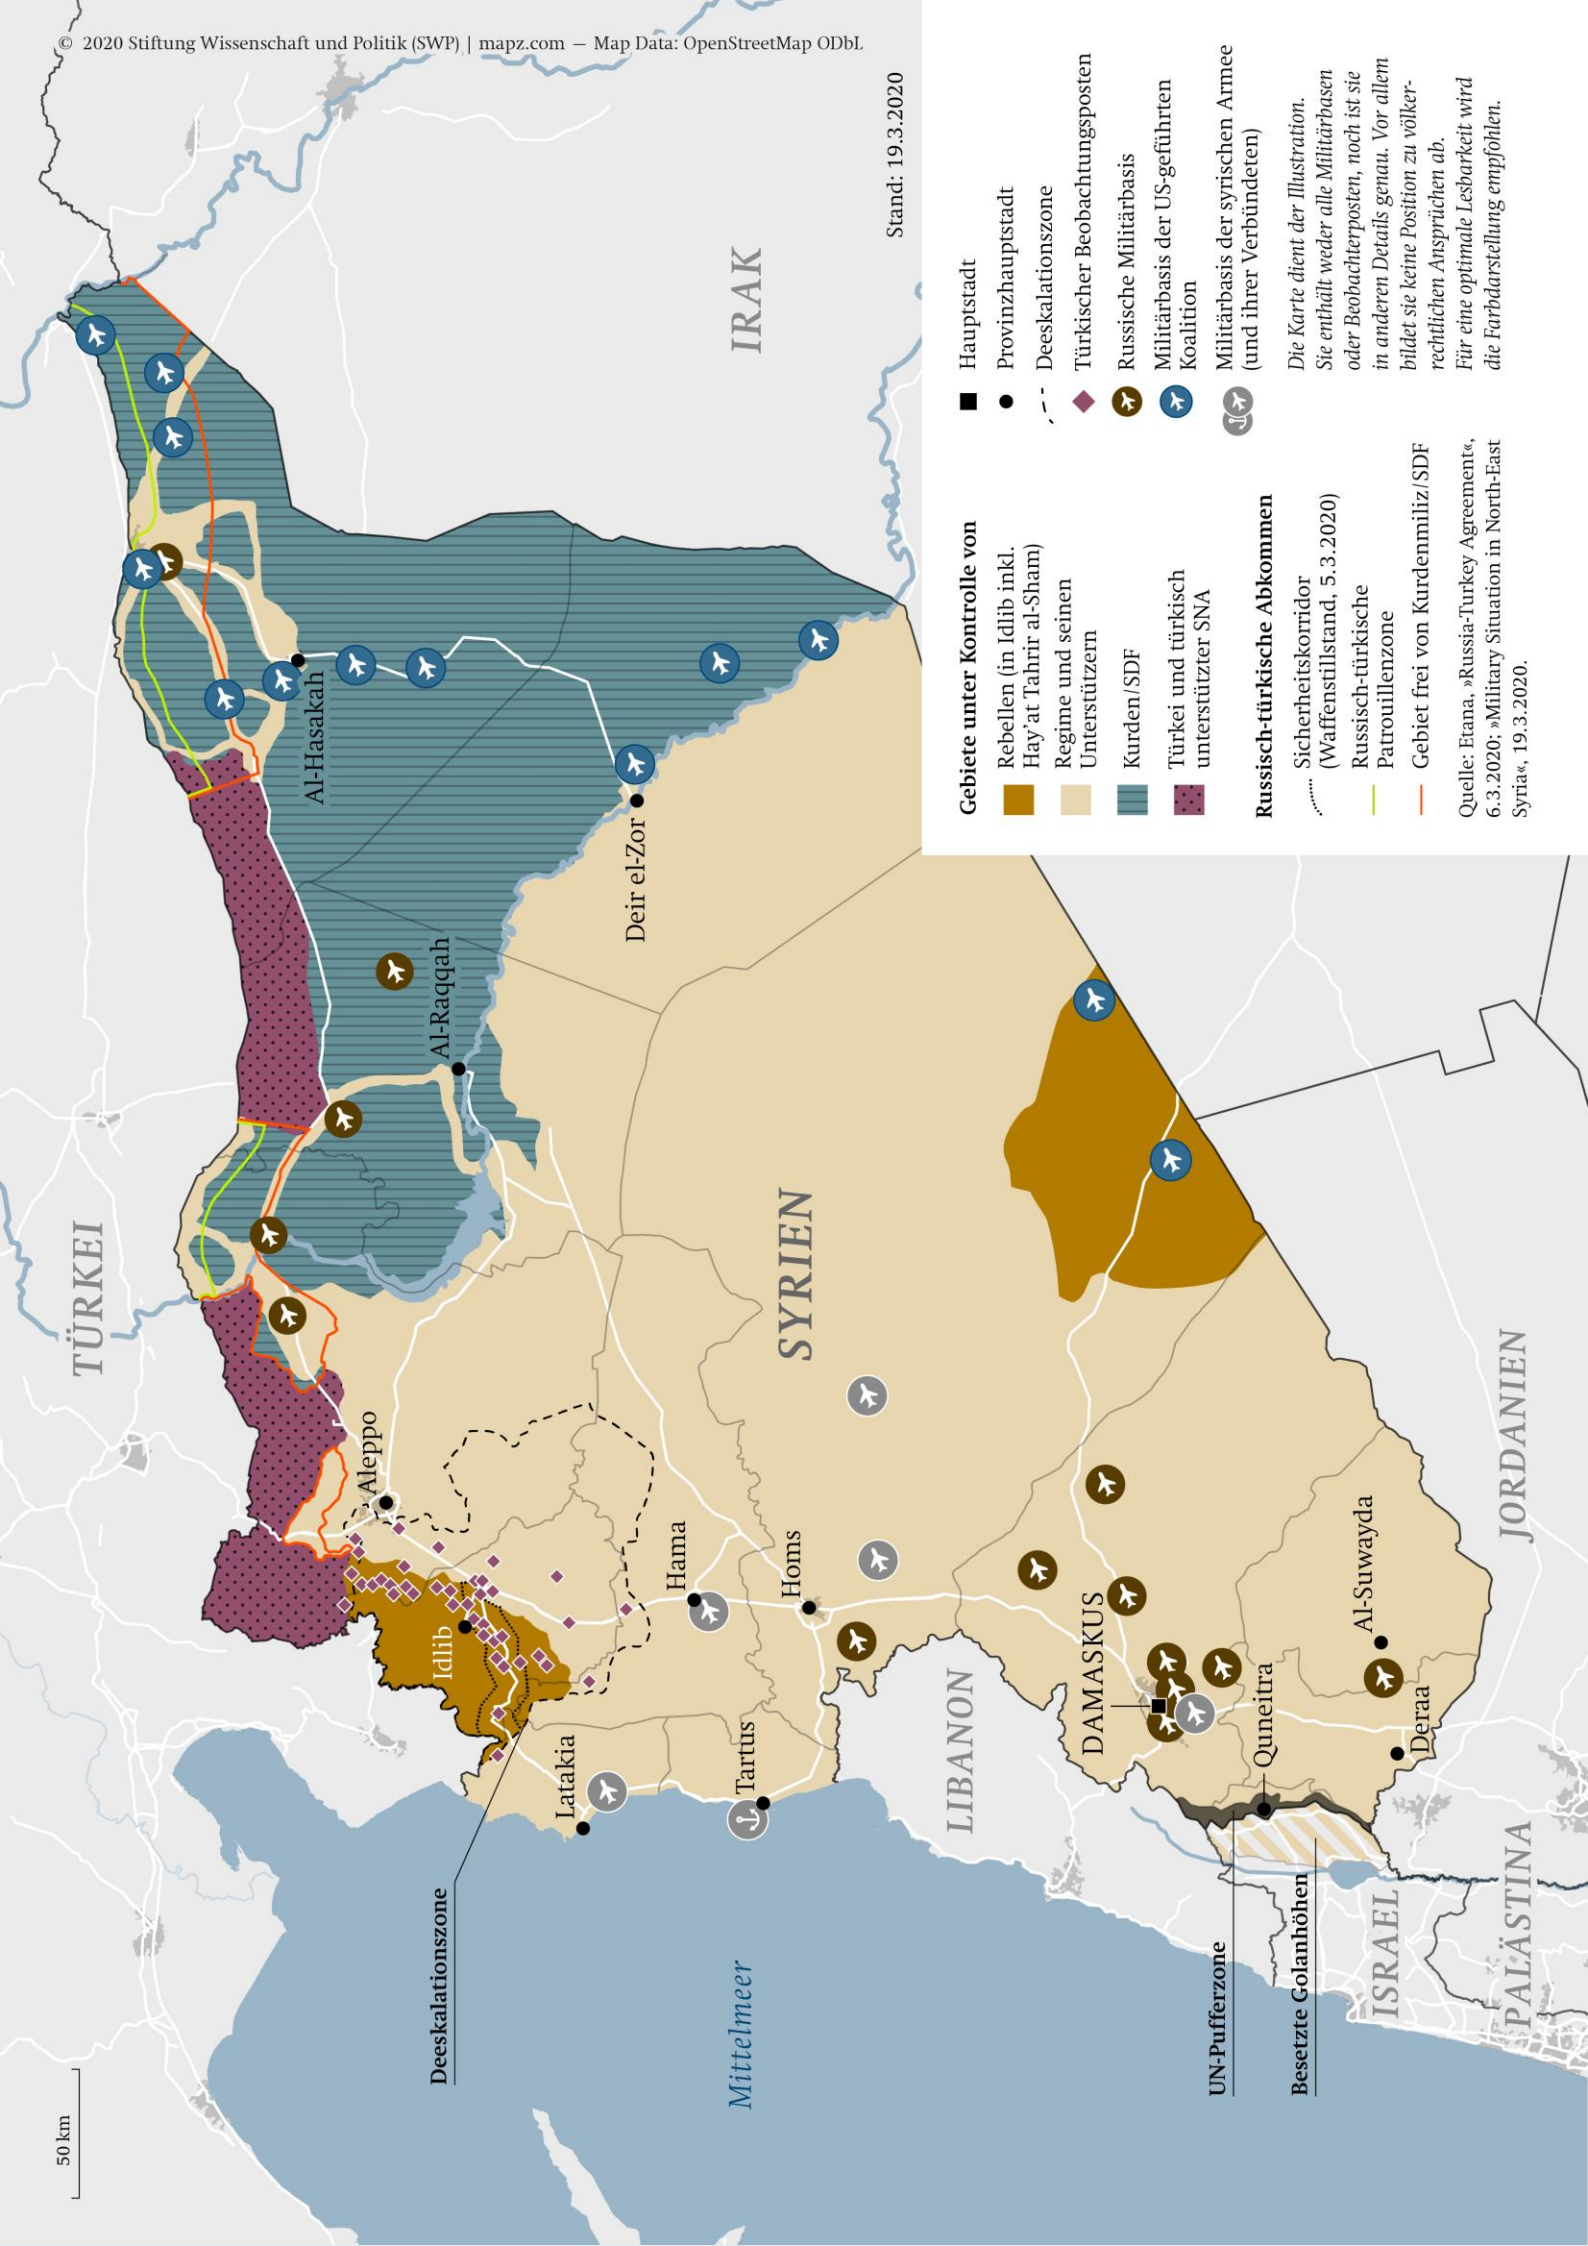 © 2020 Stiftung Wissenschaft und Politik (SWP) | mapz.com — Map Data: OpenStreetMap ODbL
50 km
TÜRKEI
IRAK
SYRIEN
LIBANON
JORDANIEN
ISRAEL
PALÄSTINA
Mittelmeer
Aleppo
Idlib
Al-Raqqah
Al-Hasakah
Deir el-Zor
Latakia
Hama
Tartus
Homs
DAMASKUS
Quneitra
Al-Suwayda
Deraa
Deeskalationszone
UN-Pufferzone
Besetzte Golanhöhen
Stand: 19.3.2020
Gebiete unter Kontrolle von
Rebellen (in Idlib inkl.
Hay’at Tahrir al-Sham)
Regime und seinen
Unterstützern
Kurden/SDF
Türkei und türkisch
unterstützter SNA
Russisch-türkische Abkommen
Sicherheitskorridor
(Waffenstillstand, 5.3.2020)
Russisch-türkische
Patrouillenzone
Gebiet frei von Kurdenmiliz/SDF
Quelle: Etana, »Russia-Turkey Agreement«,
6.3.2020; »Military Situation in North-East
Syria«, 19.3.2020.
Hauptstadt
Provinzhauptstadt
Deeskalationszone
Türkischer Beobachtungsposten
Russische Militärbasis
Militärbasis der US-geführten
Koalition
Militärbasis der syrischen Armee
(und ihrer Verbündeten)
Die Karte dient der Illustration.
Sie enthält weder alle Militärbasen
oder Beobachterposten, noch ist sie
in anderen Details genau. Vor allem
bildet sie keine Position zu völker-
rechtlichen Ansprüchen ab.
Für eine optimale Lesbarkeit wird
die Farbdarstellung empfohlen.